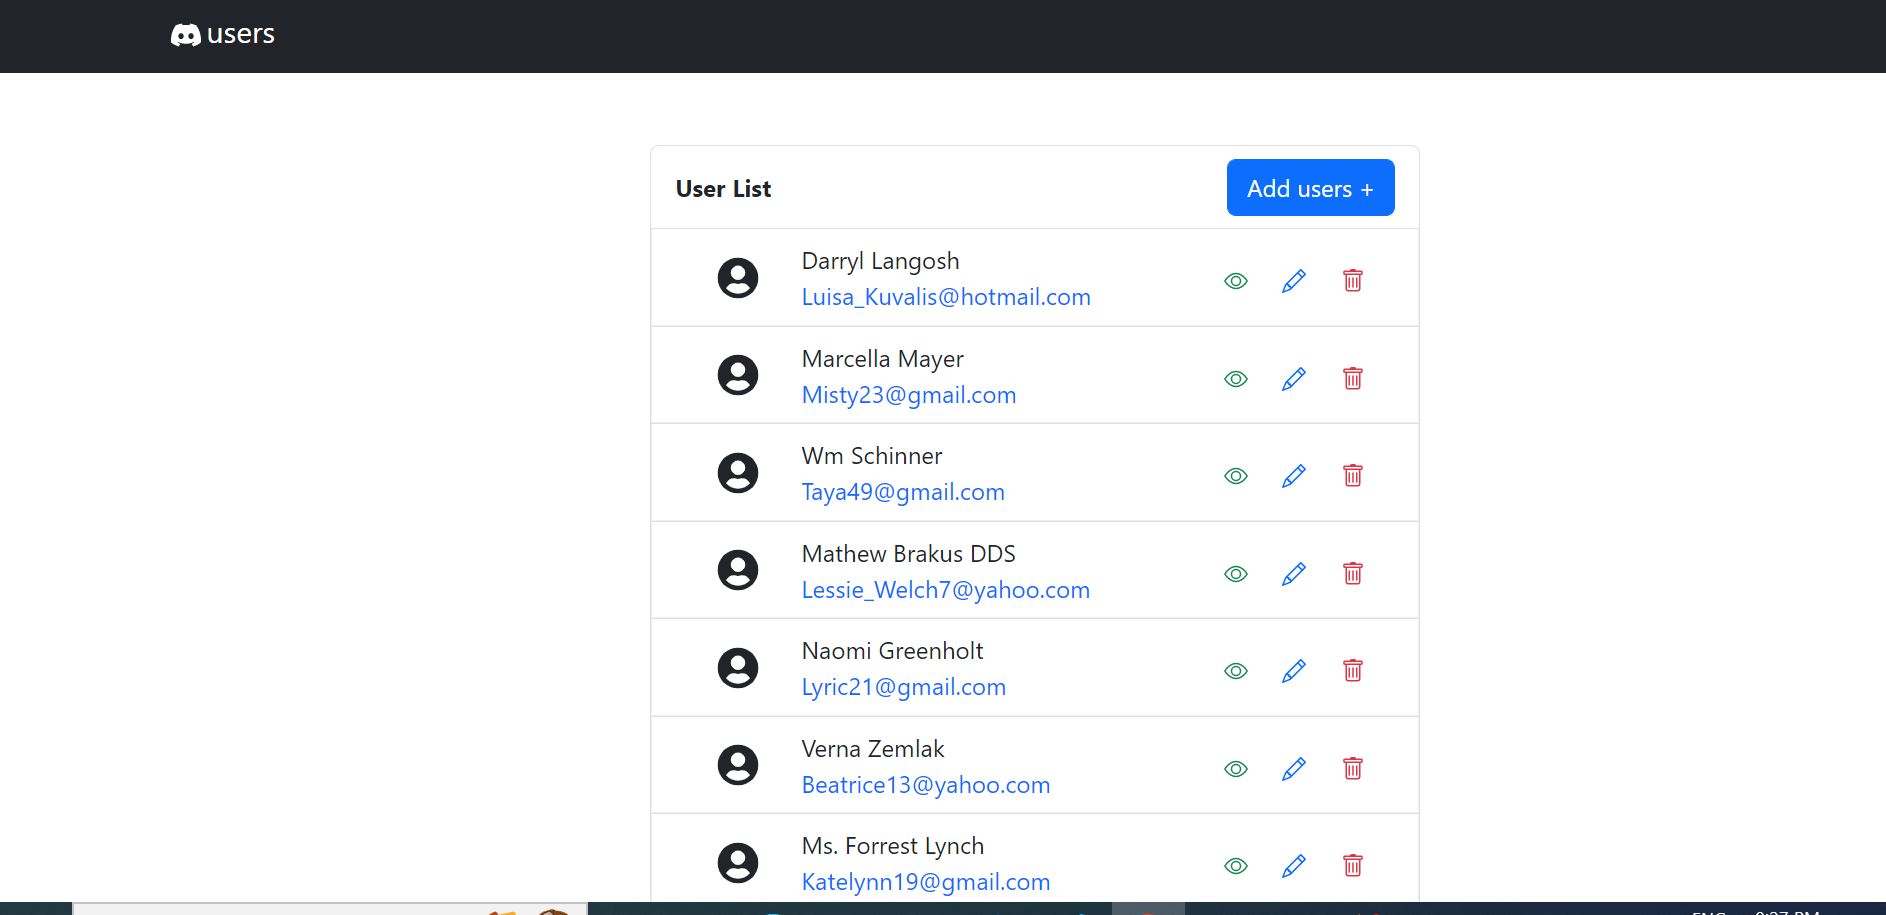 users
User List
Add users +
Darryl Langosh
Luisa_Kuvalis@hotmail.com
Marcella Mayer
Misty23@gmail.com
Wm Schinner
Taya49@gmail.com
Mathew Brakus DDS
Lessie_Welch7@yahoo.com
Naomi Greenholt
Lyric21@gmail.com
Verna Zemlak
Beatrice13@yahoo.com
Ms. Forrest Lynch
Katelynn19@gmail.com